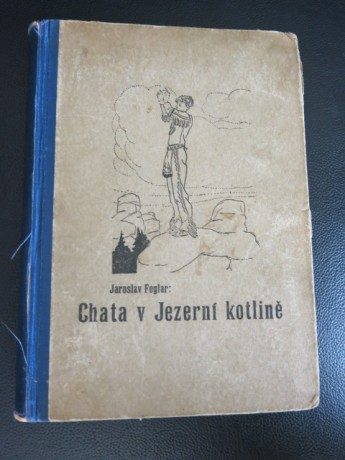 Jaroslav Foglar:
Chata v Jezerní kotlině